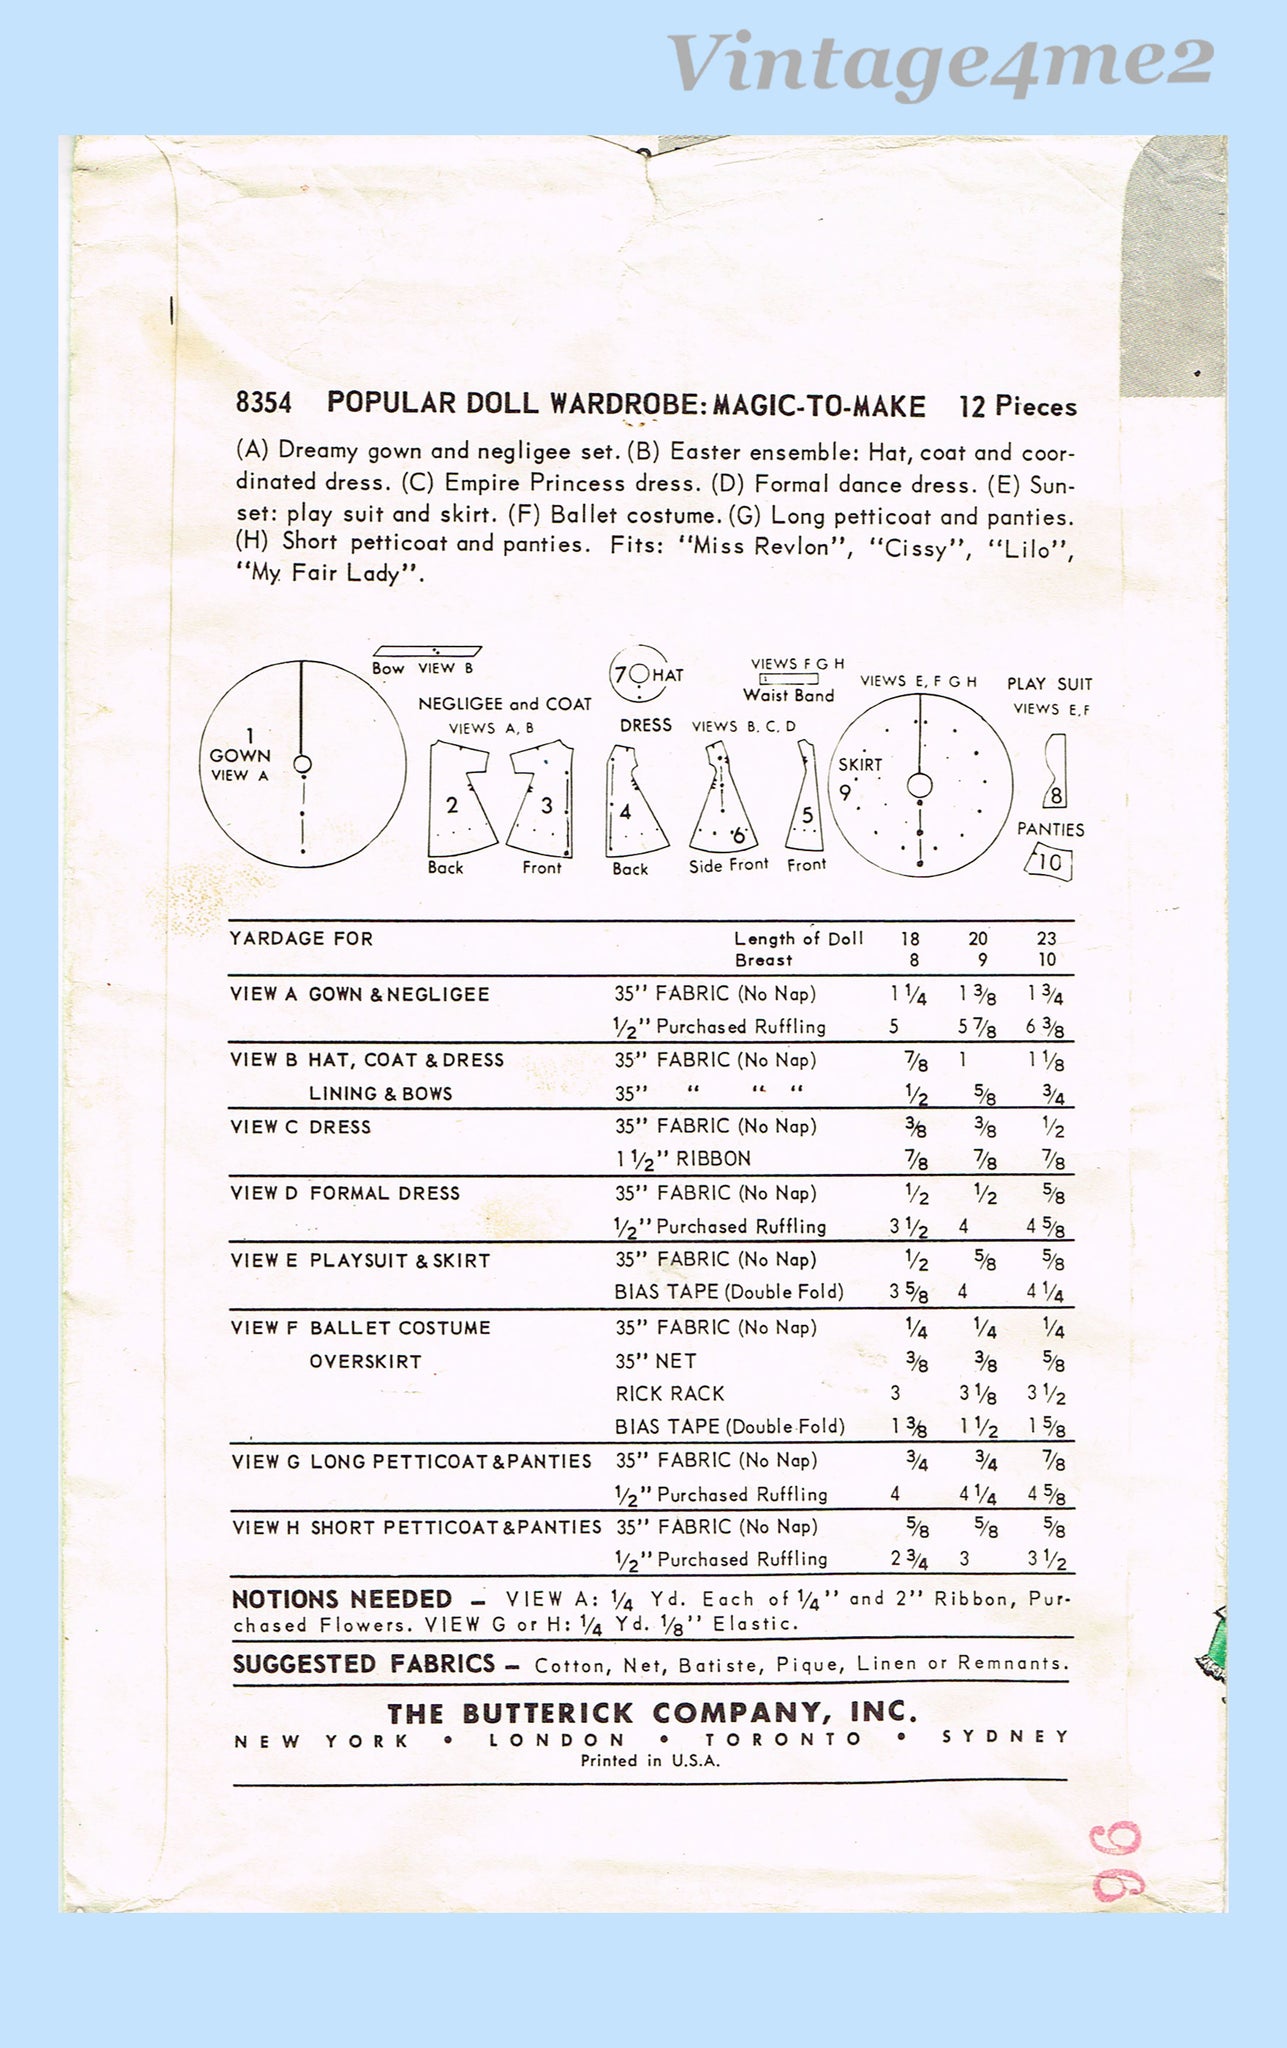 Vintage4me2
8354 POPULAR DOLL WARDROBE: MAGIC-TO-MAKE 12 Pieces
(A) Dreamy gown and negligee set. (B) Easter ensemble: Hat, coat and coor-
dinated dress. (C) Empire Princess dress. (D) Formal dance dress. (E) Sun-
set: play suit and skirt. (F) Ballet costume. (G) Long petticoat and panties.
(H) Short petticoat and panties. Fits: "Miss Revlon", "Cissy", "Lilo",
"My Fair Lady".
Bow VIEW B
7 HAT
VIEWS F G H
1
Waist Band
VIEWS E, F G H
PLAY SUIT
VIEWS E, F
NEGLIGEE and COAT
VIEWS A, B
DRESS VIEWS B, C, D
1
GOWN
VIEW A
2
3
4
6
5
SKIRT
9
8
PANTIES
10
Back Front Back Side Front Front
YARDAGE FOR Length of Doll 18 20 23
Breast 8 9 10
VIEW A GOWN & NEGLIGEE 35" FABRIC (No Nap) 1 1/4 1 3/8 1 3/4
1/2" Purchased Ruffling 5 5 7/8 6 3/8
VIEW B HAT, COAT & DRESS 35" FABRIC (No Nap) 7/8 1 1 1/8
LINING & BOWS 35" " " " 1/2 5/8 3/4
VIEW C DRESS 35" FABRIC (No Nap) 3/8 3/8 1/2
1 1/2" RIBBON 7/8 7/8 7/8
VIEW D FORMAL DRESS 35" FABRIC (No Nap) 1/2 1/2 5/8
1/2" Purchased Ruffling 3 1/2 4 4 5/8
VIEW E PLAYSUIT & SKIRT 35" FABRIC (No Nap) 1/2 5/8 5/8
BIAS TAPE (Double Fold) 3 5/8 4 4 1/4
VIEW F BALLET COSTUME 35" FABRIC (No Nap) 1/4 1/4 1/4
OVERSKIRT 35" NET 3/8 3/8 5/8
RICK RACK 3 3 1/8 3 1/2
BIAS TAPE (Double Fold) 1 3/8 1 1/2 1 5/8
VIEW G LONG PETTICOAT & PANTIES 35" FABRIC (No Nap) 3/4 3/4 7/8
1/2" Purchased Ruffling 4 4 1/4 4 5/8
VIEW H SHORT PETTICOAT & PANTIES 35" FABRIC (No Nap) 5/8 5/8 5/8
1/2" Purchased Ruffling 2 3/4 3 3 1/2
NOTIONS NEEDED – VIEW A: 1/4 Yd. Each of 1/4" and 2" Ribbon, Pur-
chased Flowers. VIEW G or H: 1/4 Yd. 1/8" Elastic.
SUGGESTED FABRICS – Cotton, Net, Batiste, Pique, Linen or Remnants.
THE BUTTERICK COMPANY, INC.
NEW YORK • LONDON • TORONTO • SYDNEY
Printed in U.S.A.
96